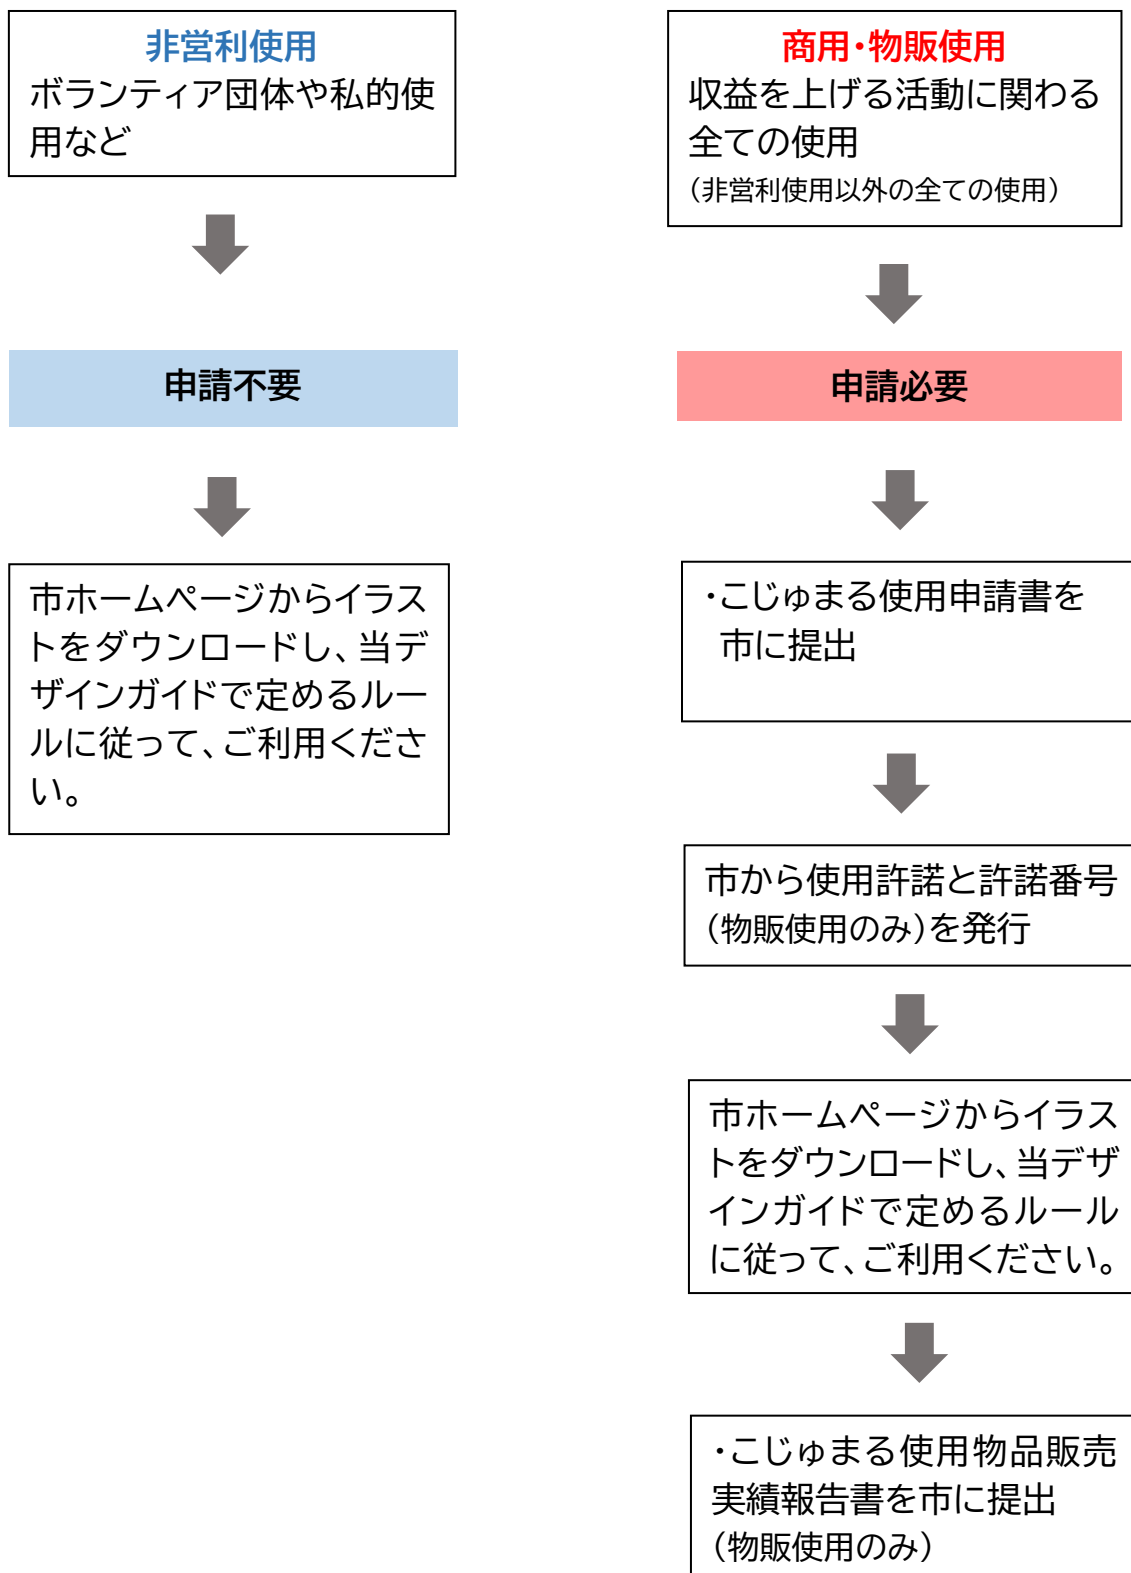 非営利使用
ボランティア団体や私的使
用など
申請不要
市ホームページからイラス
トをダウンロードし、当デ
ザインガイドで定めるルー
ルに従って、ご利用くださ
い。
商用・物販使用
収益を上げる活動に関わる
全ての使用
（非営利使用以外の全ての使用）
申請必要
・こじゅまる使用申請書を
市に提出
市から使用許諾と許諾番号
（物販使用のみ）を発行
市ホームページからイラス
トをダウンロードし、当デザ
インガイドで定めるルール
に従って、ご利用ください。
・こじゅまる使用物品販売
実績報告書を市に提出
（物販使用のみ）